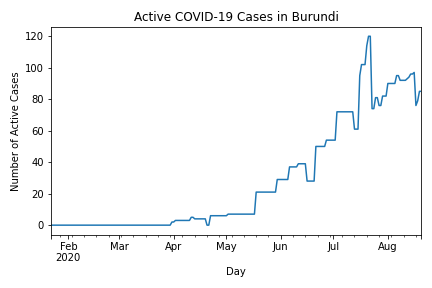 Active COVID-19 Cases in Burundi
120
100
80
60
40
20
0
Number of Active Cases
Feb Mar Apr May Jun Jul Aug
2020
Day